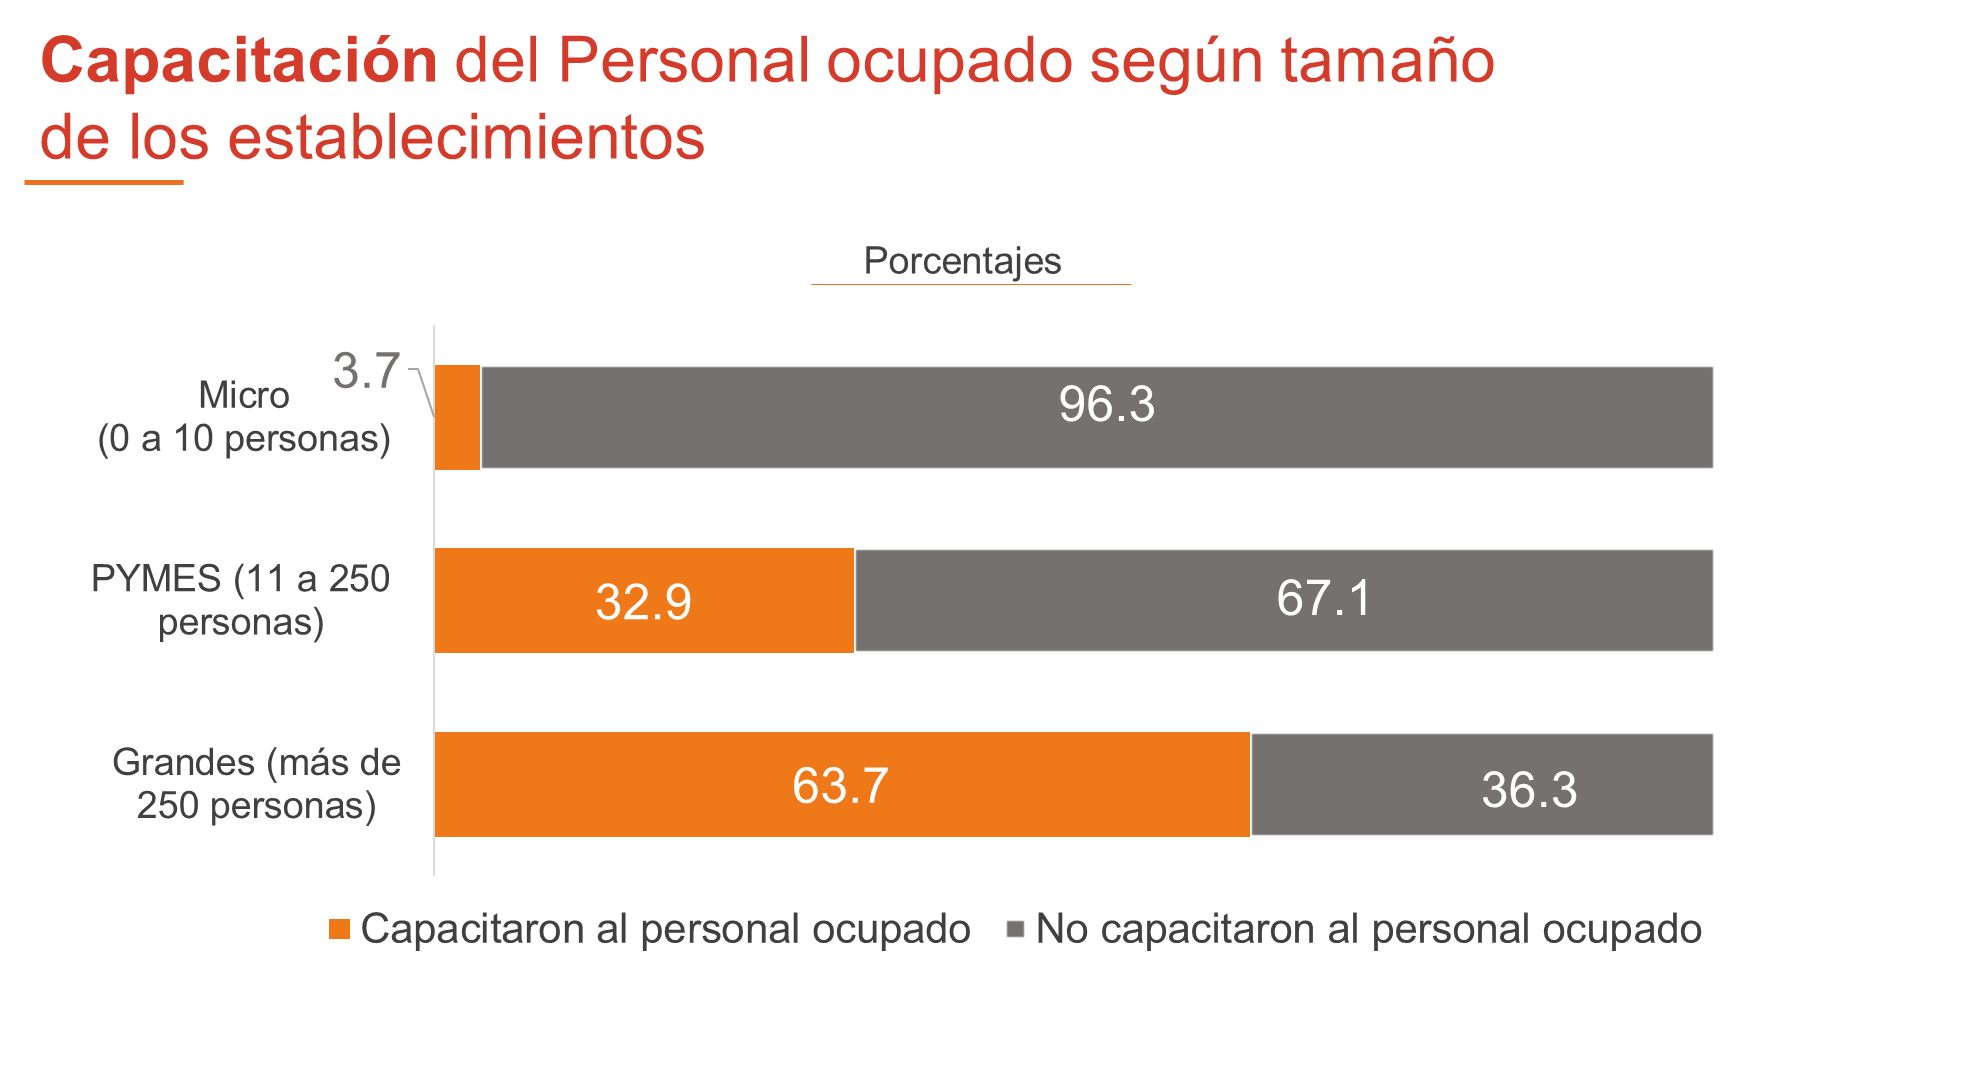 Capacitación del Personal ocupado según tamaño
de los establecimientos
Porcentajes
3.7
Micro
(0 a 10 personas)
96.3
PYMES (11 a 250
personas)
32.9
67.1
Grandes (más de
250 personas)
63.7
36.3
Capacitaron al personal ocupado
No capacitaron al personal ocupado